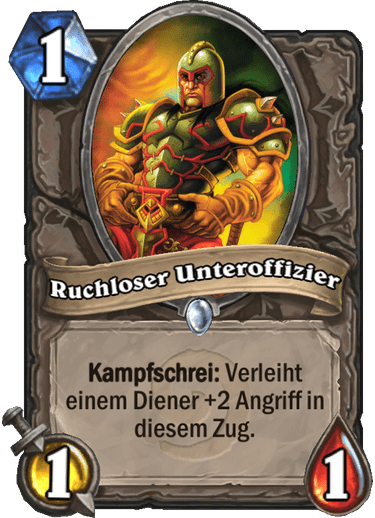 1
Ruchloser Unteroffizier
Kampfschrei: Verleiht
einem Diener +2 Angriff in
diesem Zug.
1
1